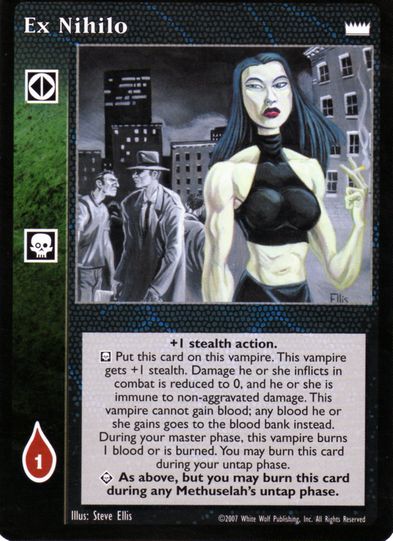 Ex Nihilo
Ellis
+1 stealth action.
Put this card on this vampire. This vampire
gets +1 stealth. Damage he or she inflicts in
combat is reduced to 0, and he or she is
immune to non-aggravated damage. This
vampire cannot gain blood; any blood he or
she gains goes to the blood bank instead.
During your master phase, this vampire burns
1 blood or is burned. You may burn this card
during your untap phase.
As above, but you may burn this card
during any Methuselah's untap phase.
1
Illus: Steve Ellis
©2007 White Wolf Publishing, Inc. All Rights Reserved